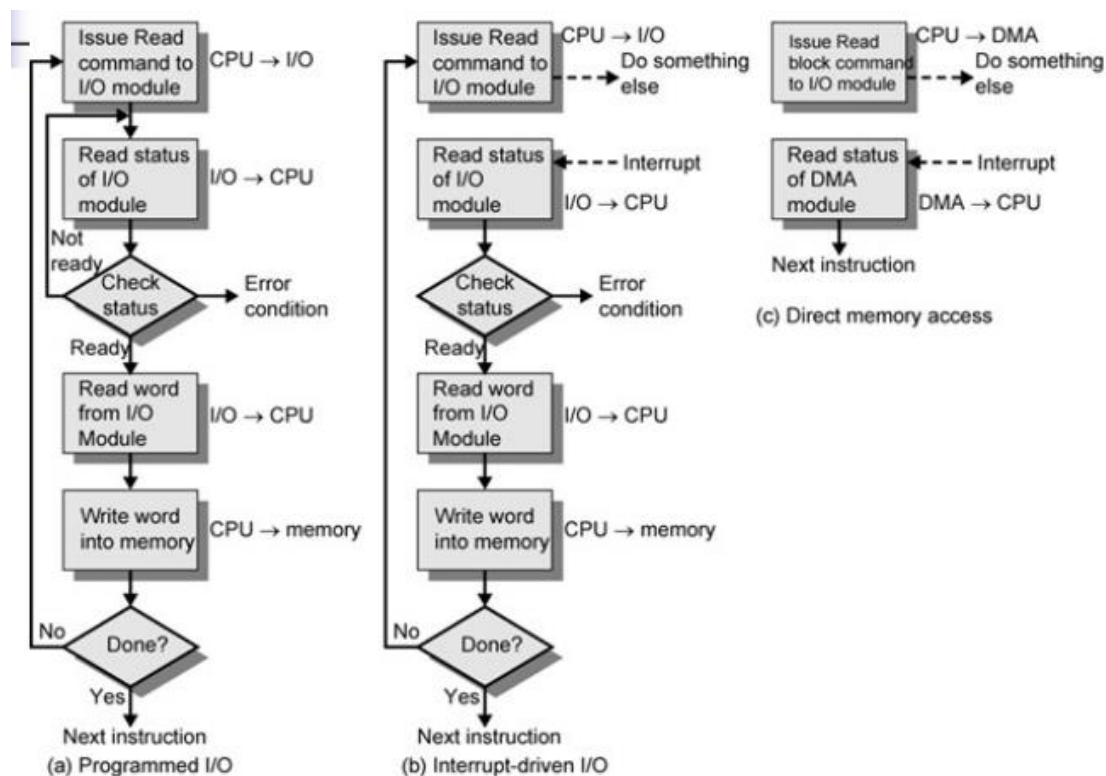 Issue Read
command to
I/O module
CPU → I/O
Read status
of I/O
module
I/O → CPU
Not
ready
Check
status
Error
condition
Ready
Read word
from I/O
Module
I/O → CPU
Write word
into memory
CPU → memory
No
Done?
Yes
Next instruction
(a) Programmed I/O
Issue Read
command to
I/O module
CPU → I/O
Do something
else
Read status
of I/O
module
Interrupt
I/O → CPU
Check
status
Error
condition
Ready
Read word
from I/O
Module
I/O → CPU
Write word
into memory
CPU → memory
No
Done?
Yes
Next instruction
(b) Interrupt-driven I/O
Issue Read
block command
to I/O module
CPU → DMA
Do something
else
Read status
of DMA
module
Interrupt
DMA → CPU
Next instruction
(c) Direct memory access